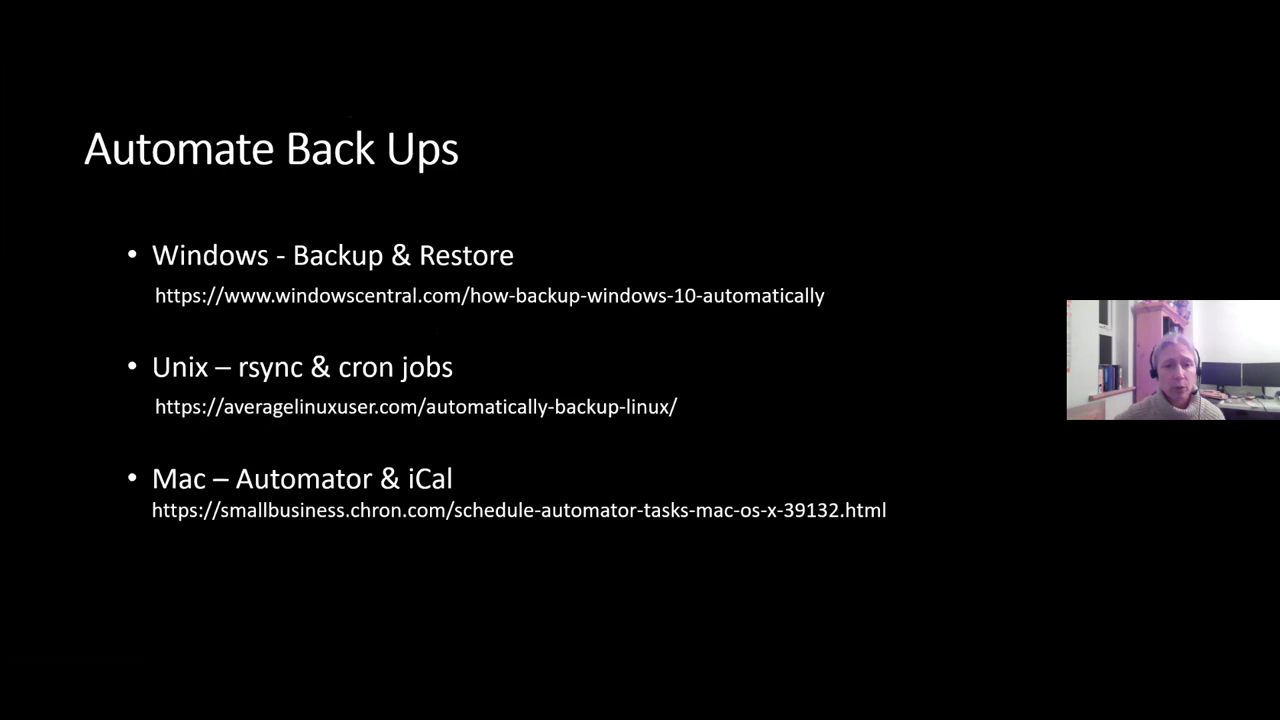 Automate Back Ups
• Windows - Backup & Restore
https://www.windowscentral.com/how-backup-windows-10-automatically
• Unix – rsync & cron jobs
https://averagelinuxuser.com/automatically-backup-linux/
• Mac – Automator & iCal
https://smallbusiness.chron.com/schedule-automator-tasks-mac-os-x-39132.html